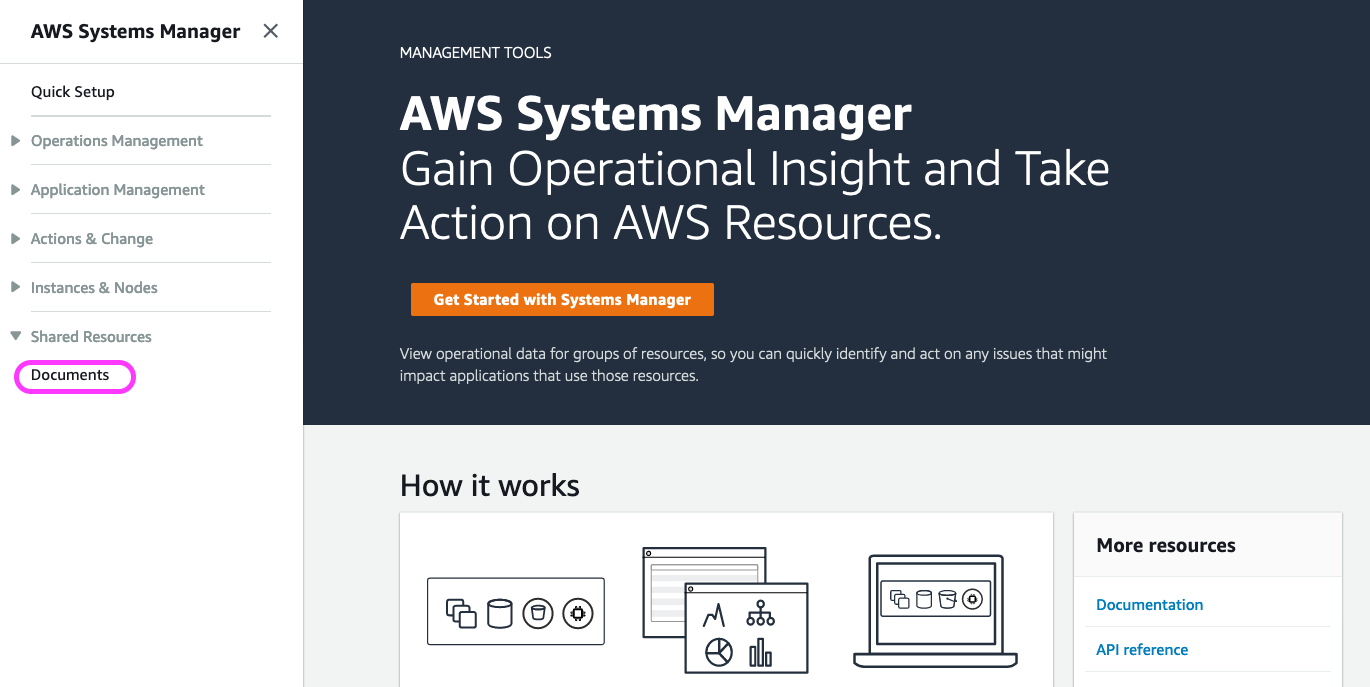 AWS Systems Manager
Quick Setup
Operations Management
Application Management
Actions & Change
Instances & Nodes
Shared Resources
Documents
MANAGEMENT TOOLS
AWS Systems Manager
Gain Operational Insight and Take
Action on AWS Resources.
Get Started with Systems Manager
View operational data for groups of resources, so you can quickly identify and act on any issues that might
impact applications that use those resources.
How it works
More resources
Documentation
API reference